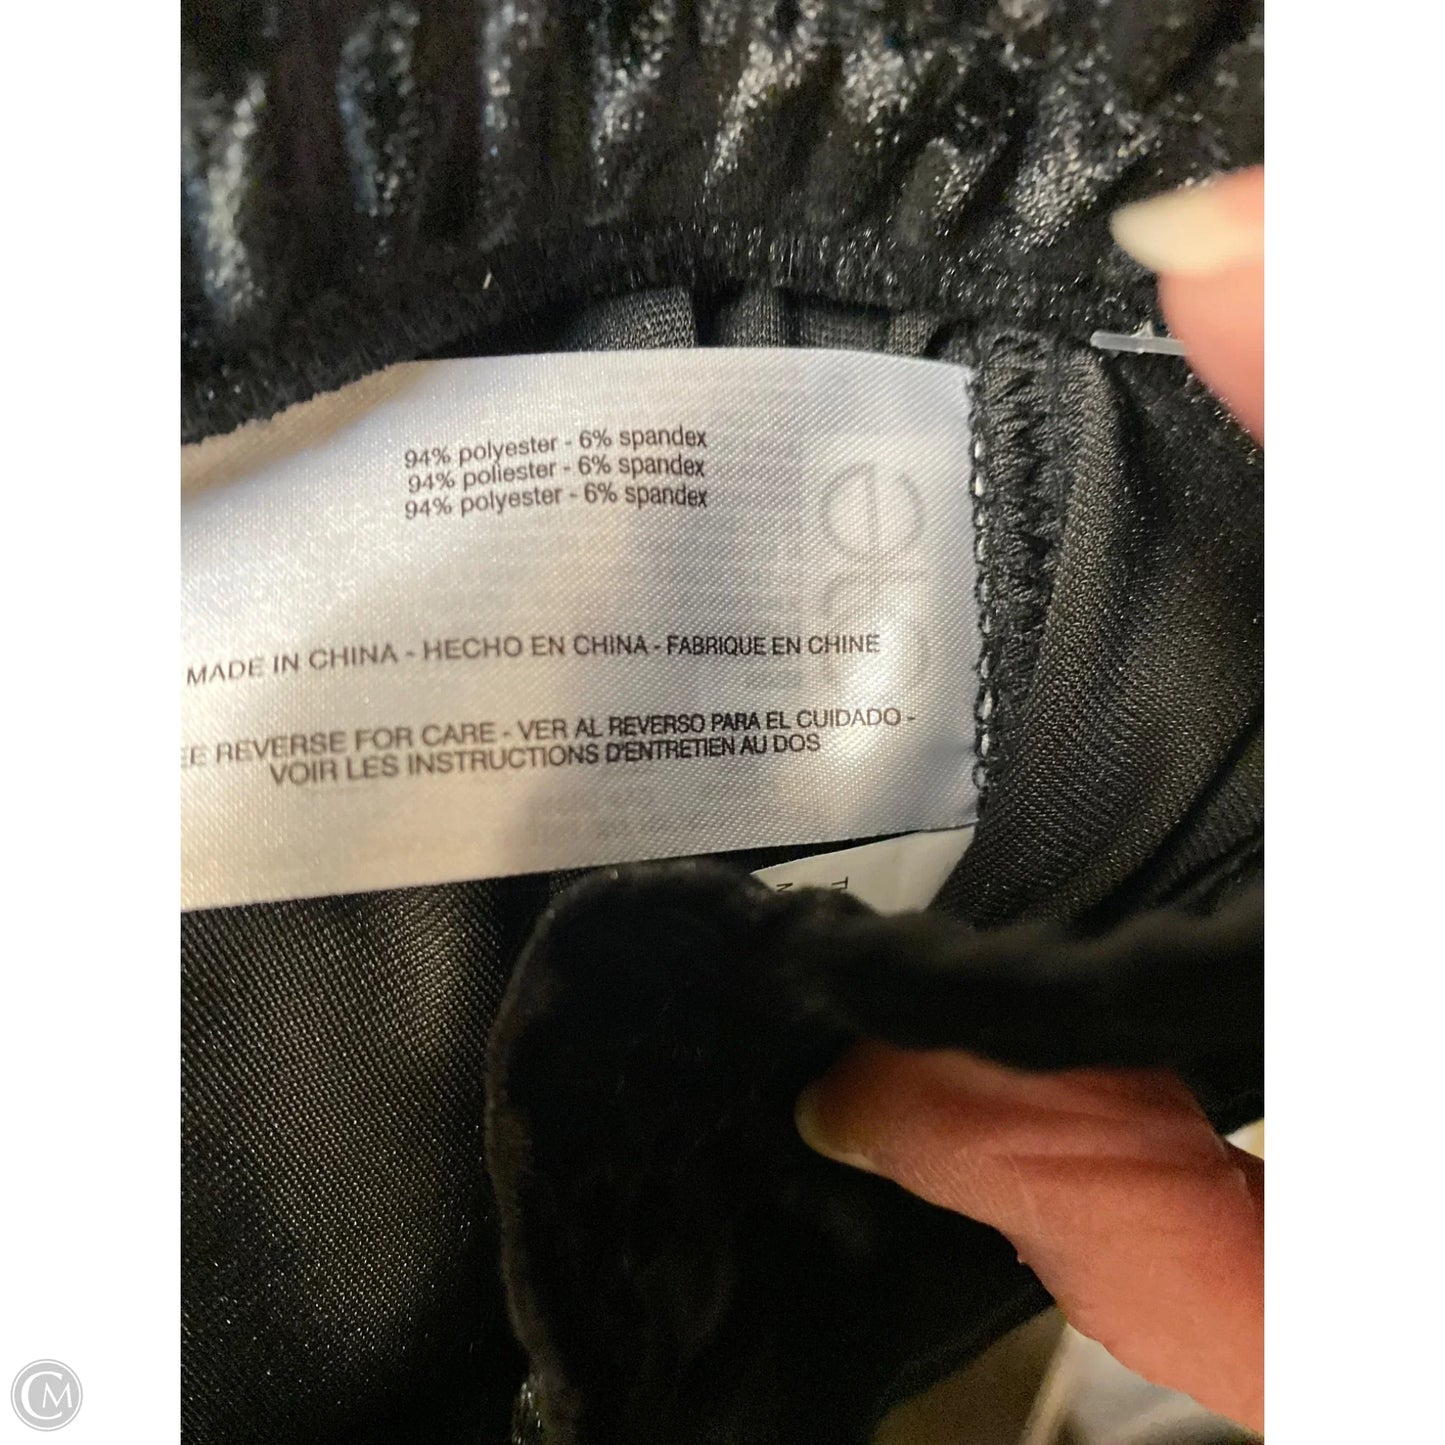 94% polyester - 6% spandex
94% poliester - 6% spandex
94% polyester - 6% spandex
MADE IN CHINA - HECHO EN CHINA - FABRIQUE EN CHINE
REVERSE FOR CARE - VER AL REVERSO PARA EL CUIDADO -
VOIR LES INSTRUCTIONS D'ENTRETIEN AU DOS
CM